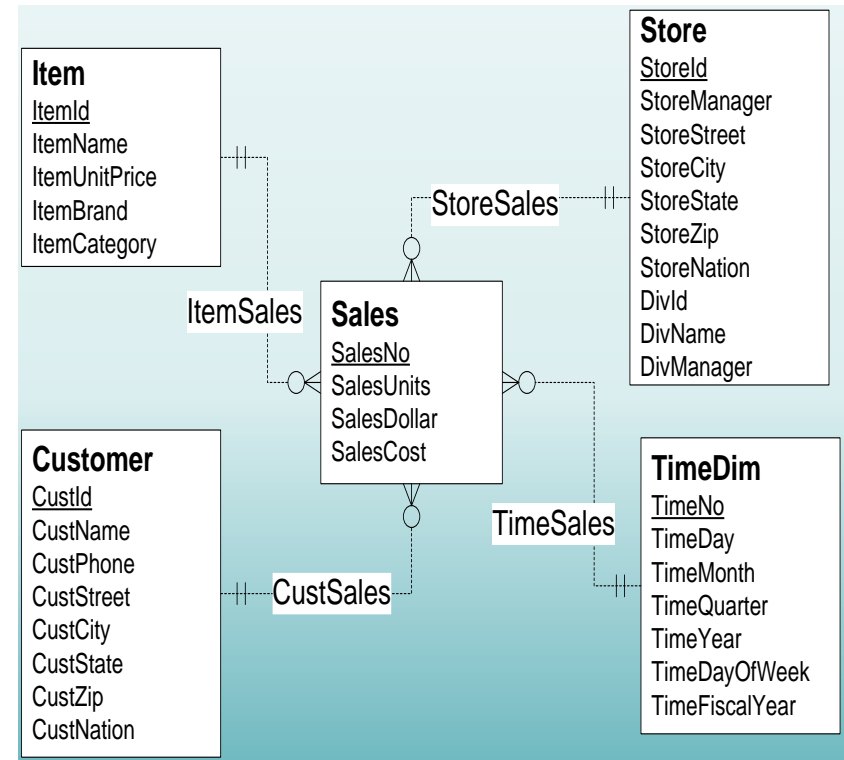 Item
ItemId
ItemName
ItemUnitPrice
ItemBrand
ItemCategory
Store
StoreId
StoreManager
StoreStreet
StoreCity
StoreState
StoreZip
StoreNation
DivId
DivName
DivManager
StoreSales
ItemSales
Sales
SalesNo
SalesUnits
SalesDollar
SalesCost
Customer
CustId
CustName
CustPhone
CustStreet
CustCity
CustState
CustZip
CustNation
CustSales
TimeSales
TimeDim
TimeNo
TimeDay
TimeMonth
TimeQuarter
TimeYear
TimeDayOfWeek
TimeFiscalYear